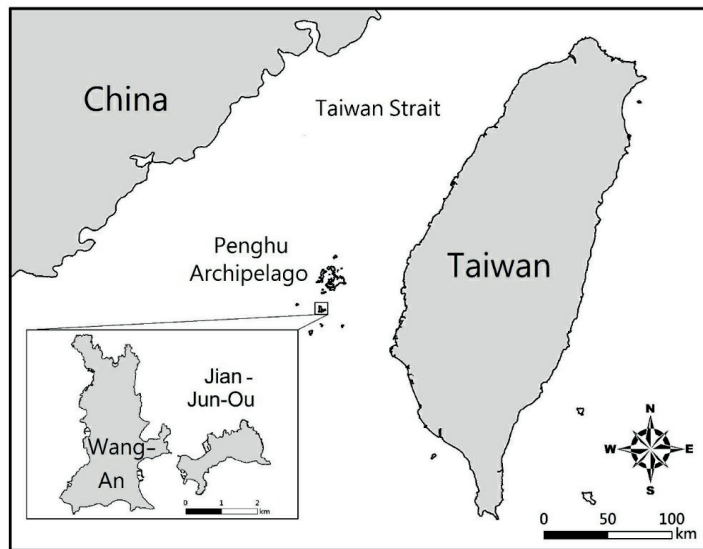 China
Taiwan Strait
Penghu
Archipelago
Taiwan
Jian-
Jun-Ou
Wang-
An
0 1 2
km
N
W E
S
0 50 100
km